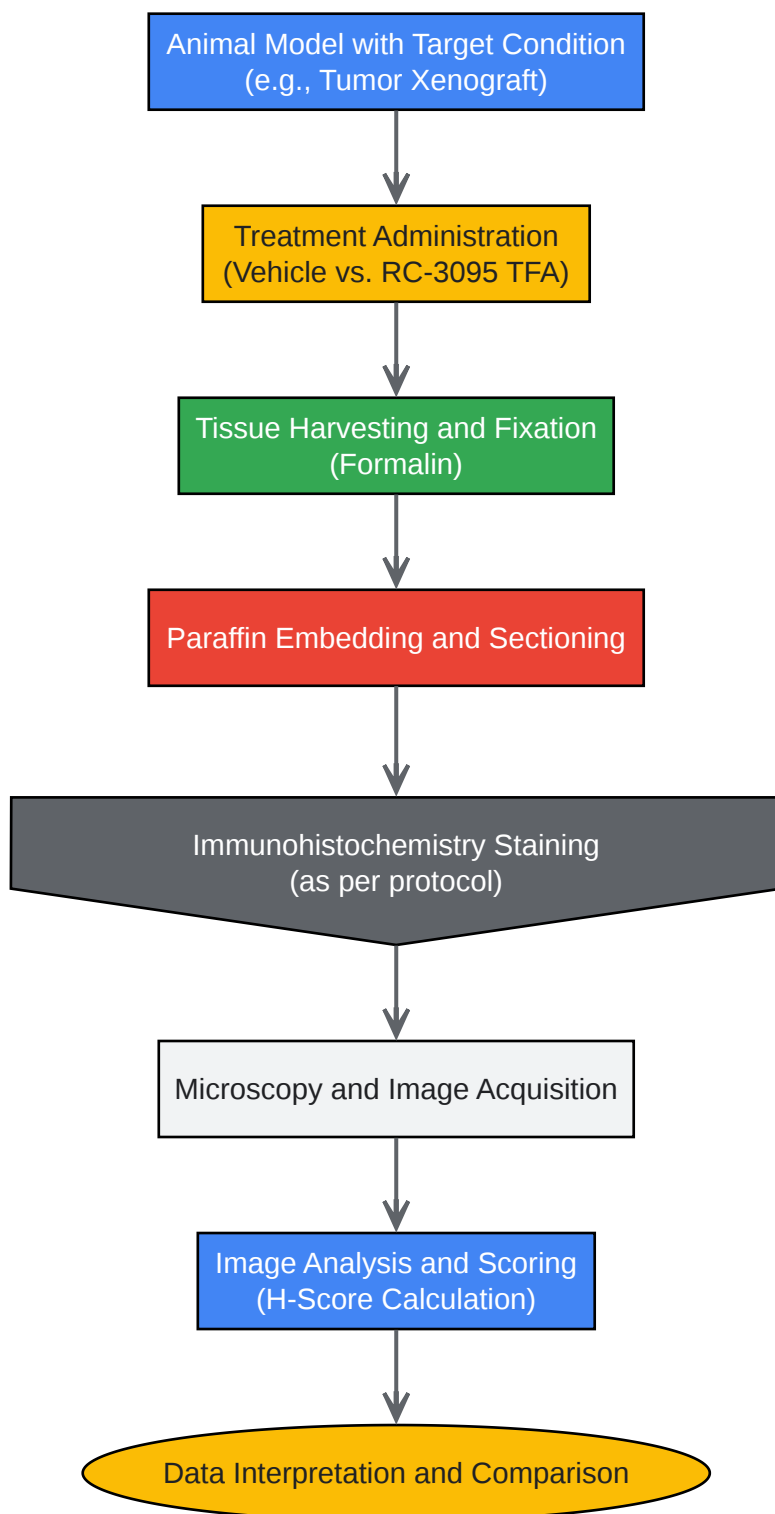 Animal Model with Target Condition
(e.g., Tumor Xenograft)
Treatment Administration
(Vehicle vs. RC-3095 TFA)
Tissue Harvesting and Fixation
(Formalin)
Paraffin Embedding and Sectioning
Immunohistochemistry Staining
(as per protocol)
Microscopy and Image Acquisition
Image Analysis and Scoring
(H-Score Calculation)
Data Interpretation and Comparison